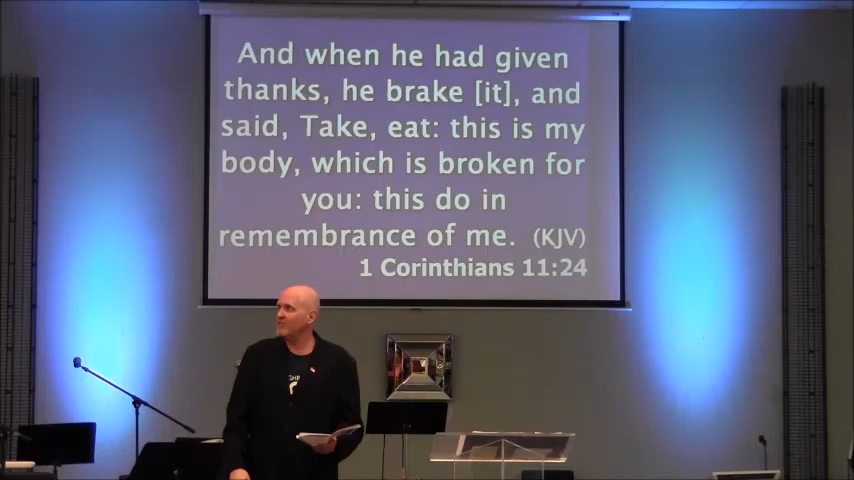 And when he had given
thanks, he brake [it], and
said, Take, eat: this is my
body, which is broken for
you: this do in
remembrance of me. (KJV)
1 Corinthians 11:24